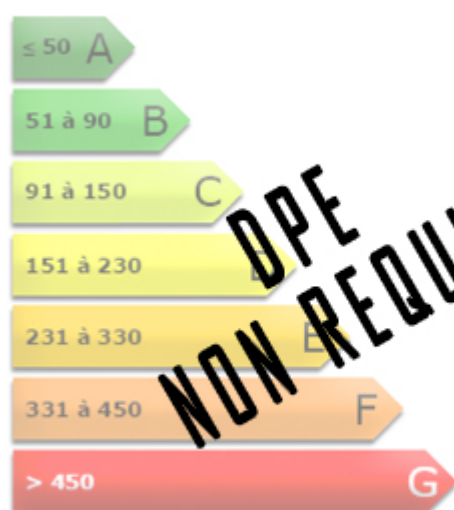 ≤ 50 A
51 à 90 B
91 à 150 C
151 à 230
231 à 330 E
331 à 450 F
> 450 G
DPE
NON REQU